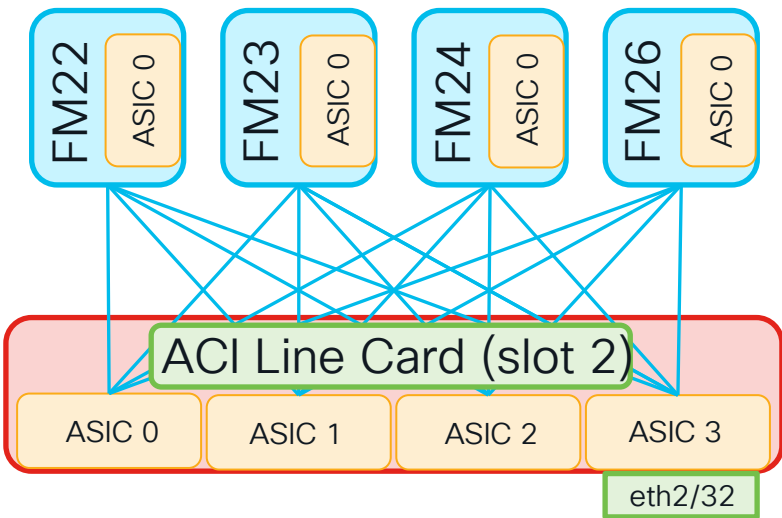 FM22
ASIC 0
FM23
ASIC 0
FM24
ASIC 0
FM26
ASIC 0
ACI Line Card (slot 2)
ASIC 0
ASIC 1
ASIC 2
ASIC 3
eth2/32